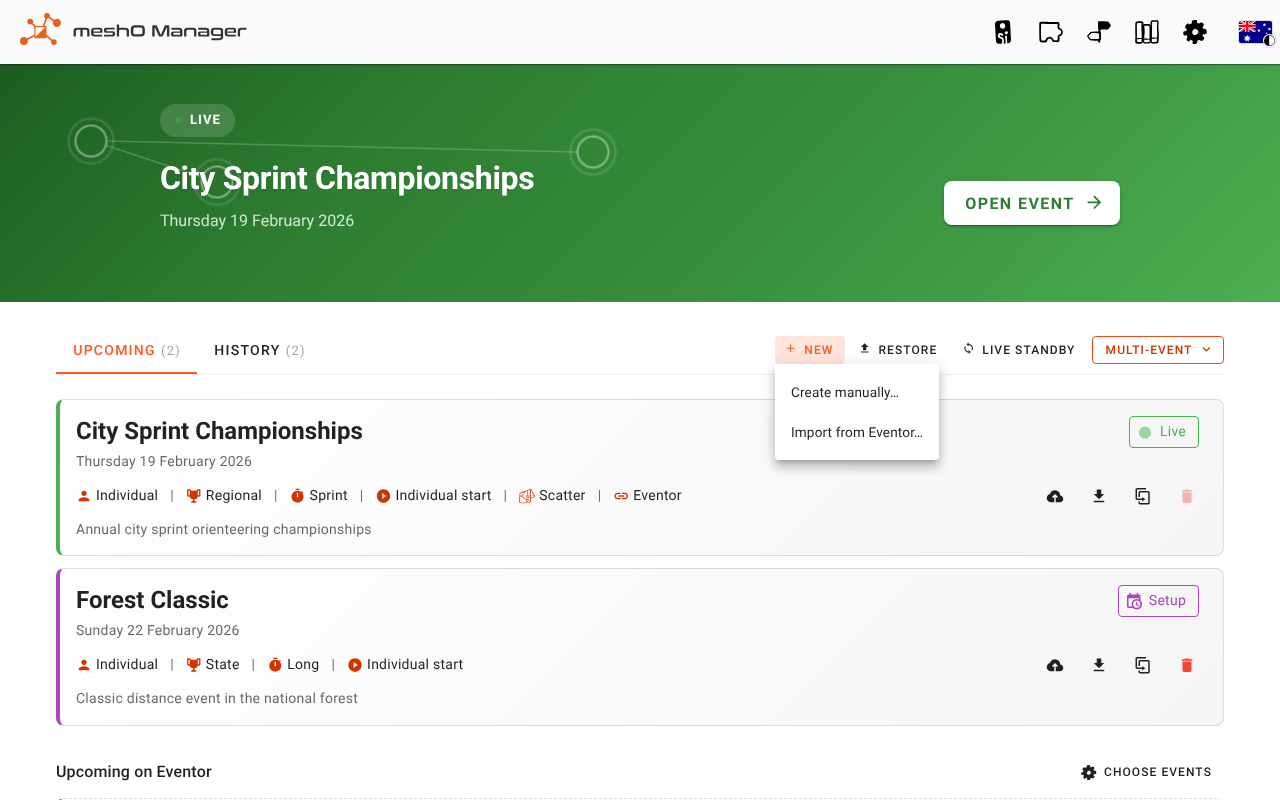 meshO Manager
Si
LIVE
City Sprint Championships
Thursday 19 February 2026
OPEN EVENT
UPCOMING (2)
HISTORY (2)
NEW
RESTORE
LIVE STANDBY
MULTI-EVENT
Create manually…
Import from Eventor…
City Sprint Championships
Live
Thursday 19 February 2026
Individual | Regional | Sprint | Individual start | Scatter | Eventor
Annual city sprint orienteering championships
Forest Classic
Setup
Sunday 22 February 2026
Individual | State | Long | Individual start
Classic distance event in the national forest
Upcoming on Eventor
CHOOSE EVENTS